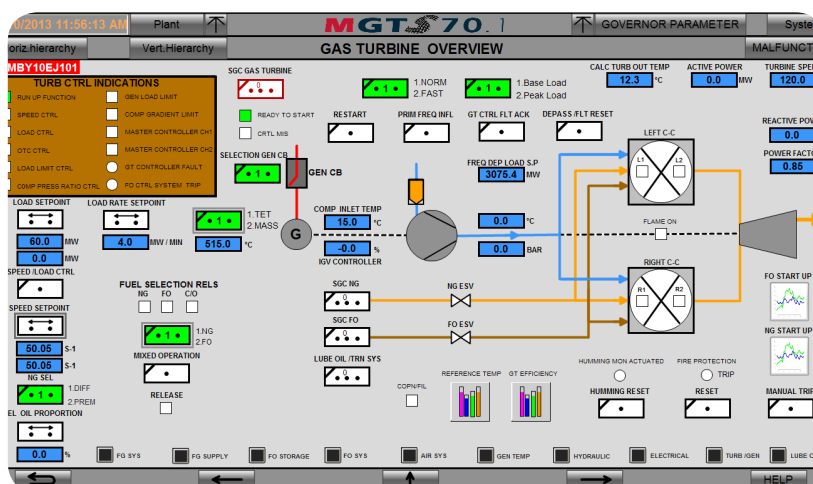 0/2013 11:56:13 AM
Plant
MGT 70.1
GOVERNOR PARAMETER
Syste
oriz.hierarchy
Vert.Hierarchy
GAS TURBINE OVERVIEW
MALFUNCT
MBY10EJ101
TURB CTRL INDICATIONS
RUN UP FUNCTION
GEN LOAD LIMIT
SPEED CTRL
COMP GRADIENT LIMIT
LOAD CTRL
MASTER CONTROLLER CH1
OTC CTRL
MASTER CONTROLLER CH2
LOAD LIMIT CTRL
GT CONTROLLER FAULT
COMP PRESS RATIO CTRL
FO CTRL SYSTEM TRIP
SGC GAS TURBINE
0
READY TO START
CRTL MIS
1
1.NORM
2.FAST
1
1.Base Load
2.Peak Load
CALC TURB OUT TEMP
12.3 °C
ACTIVE POWER
0.0 MW
TURBINE SPE
120.0
RESTART
PRIM FREQ INFL
GT CTRL FLT ACK
DEPASS /FLT RESET
REACTIVE POW
0.0
POWER FACTO
0.85
SELECTION GEN CB
1
GEN CB
FREQ DEP LOAD S.P
3075.4 MW
LEFT C-C
L1
L2
LOAD SETPOINT
60.0 MW
0.0 MW
LOAD RATE SETPOINT
4.0 MW / MIN
1
1.TET
2.MASS
515.0 °C
G
COMP INLET TEMP
15.0 °C
-0.0 %
IGV CONTROLLER
0.0 °C
0.0 BAR
FLAME ON
SPEED /LOAD CTRL
RIGHT C-C
R1
R2
FUEL SELECTION RELS
NG
FO
C/O
SGC NG
0
NG ESV
FO START UP
SPEED SETPOINT
50.05 S-1
50.05 S-1
1
1.NG
2.FO
SGC FO
0
FO ESV
NG START UP
NG SEL
1
1.DIFF
2.PREM
MIXED OPERATION
LUBE OIL /TRN SYS
0
REFERENCE TEMP
GT EFFICIENCY
HUMMING MON ACTUATED
FIRE PROTECTION
TRIP
RELEASE
COPN/FIL
HUMMING RESET
RESET
MANUAL TRIP
EL OIL PROPORTION
0.0 %
FG SYS
FG SUPPLY
FO STORAGE
FO SYS
AIR SYS
GEN TEMP
HYDRAULIC
ELECTRICAL
TURB /GEN
LUBE O
HELP